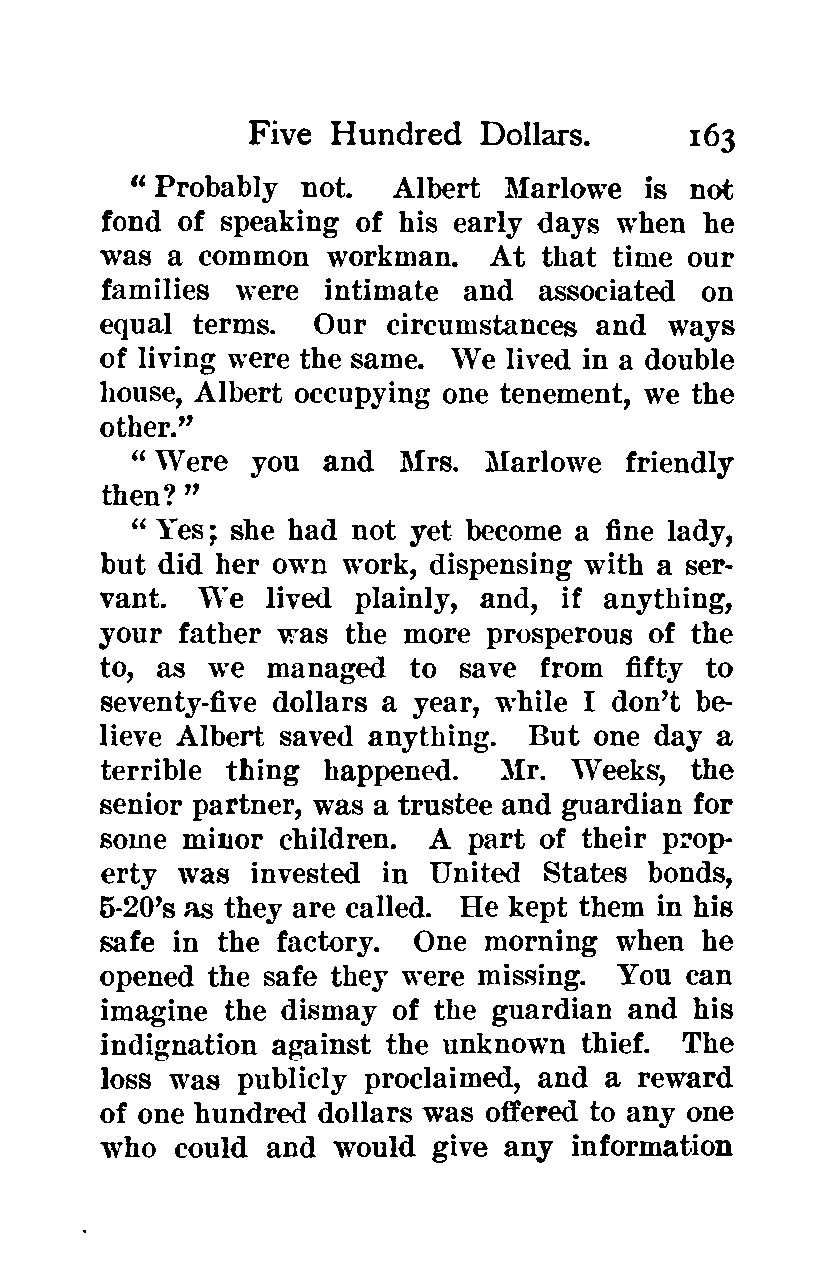 Five Hundred Dollars. 163
“ Probably not. Albert Marlowe is not
fond of speaking of his early days when he
was a common workman. At that time our
families were intimate and associated on
equal terms. Our circumstances and ways
of living were the same. We lived in a double
house, Albert occupying one tenement, we the
other.”
“ Were you and Mrs. Marlowe friendly
then? ”
“ Yes; she had not yet become a fine lady,
but did her own work, dispensing with a ser-
vant. We lived plainly, and, if anything,
your father was the more prosperous of the
to, as we managed to save from fifty to
seventy-five dollars a year, while I don’t be-
lieve Albert saved anything. But one day a
terrible thing happened. Mr. Weeks, the
senior partner, was a trustee and guardian for
some minor children. A part of their prop-
erty was invested in United States bonds,
5-20’s as they are called. He kept them in his
safe in the factory. One morning when he
opened the safe they were missing. You can
imagine the dismay of the guardian and his
indignation against the unknown thief. The
loss was publicly proclaimed, and a reward
of one hundred dollars was offered to any one
who could and would give any information